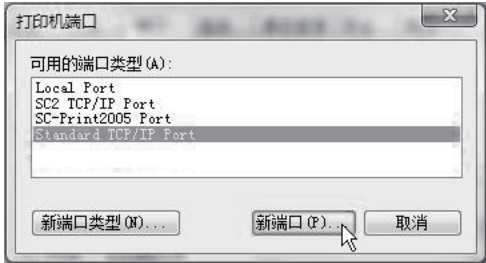 打印机端口
可用的端口类型(A):
Local Port
SC2 TCP/IP Port
SC-Print2005 Port
Standard TCP/IP Port
新端口类型(N)... 新端口(P)... 取消